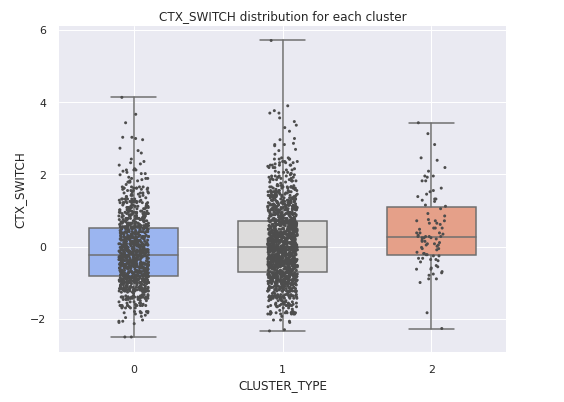 CTX_SWITCH distribution for each cluster
6
4
2
0
−2
CTX_SWITCH
0 1 2
CLUSTER_TYPE